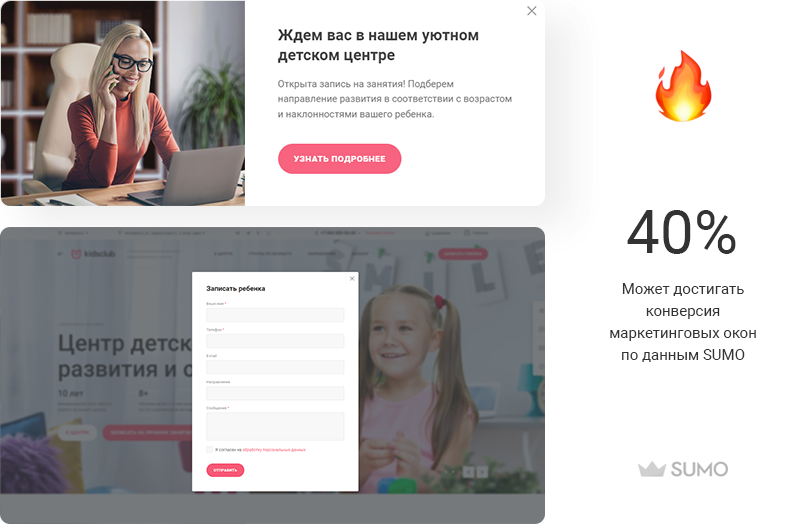 Ждем вас в нашем уютном
детском центре
Открыта запись на занятия! Подберем
направление развития в соответствии с возрастом
и наклонностями вашего ребенка.
УЗНАТЬ ПОДРОБНЕЕ
kidsclub
SMILE
Центр детск
развития и о
10 лет
8+
Записать ребенка
Ваше имя *
Телефон *
E-mail
Направление
Сообщение *
Я согласен на обработку персональных данных
ОТПРАВИТЬ
40%
Может достигать
конверсия
маркетинговых окон
по данным SUMO
SUMO